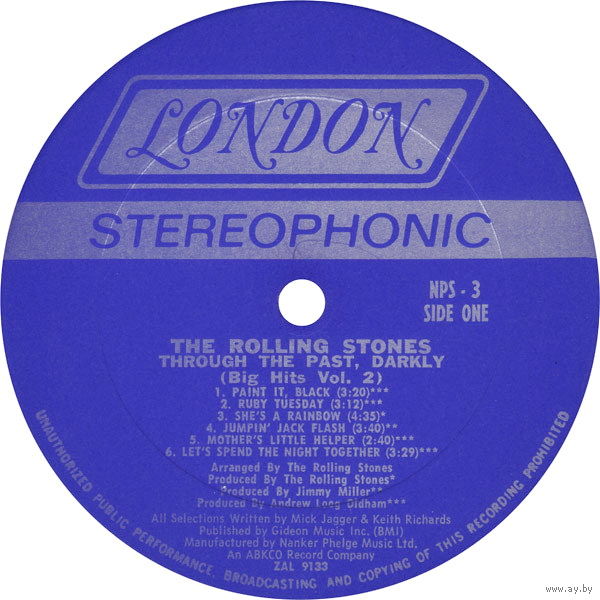 LONDON
STEREOPHONIC
NPS - 3
SIDE ONE
THE ROLLING STONES
THROUGH THE PAST, DARKLY
(Big Hits Vol. 2)
1. PAINT IT, BLACK (3:20)***
2. RUBY TUESDAY (3:12)***
3. SHE'S A RAINBOW (4:35)*
4. JUMPIN' JACK FLASH (3:40)**
5. MOTHER'S LITTLE HELPER (2:40)***
6. LET'S SPEND THE NIGHT TOGETHER (3:29)***
Arranged By The Rolling Stones
Produced By The Rolling Stones*
Produced By Jimmy Miller**
Produced By Andrew Loog Oldham***
All Selections Written by Mick Jagger & Keith Richards
Published by Gideon Music Inc. (BMI)
Manufactured by Nanker Phelge Music Ltd.
An ABKCO Record Company
ZAL 9133
UNAUTHORIZED PUBLIC PERFORMANCE, BROADCASTING AND COPYING OF THIS RECORDING PROHIBITED
www.ay.by